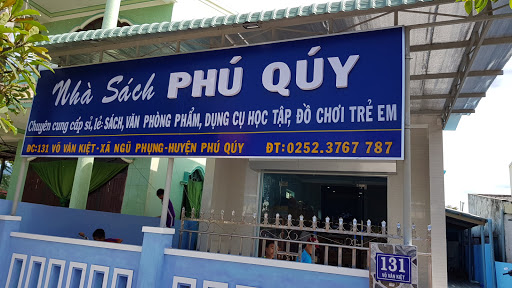 Nhà Sách PHÚ QÚY
Chuyên cung cấp sỉ, lẻ-SÁCH, VĂN PHÒNG PHẨM, DỤNG CỤ HỌC TẬP, ĐỒ CHƠI TRẺ EM
ĐC:131 VÕ VĂN KIỆT-XÃ NGŨ PHỤNG-HUYỆN PHÚ QÚY ĐT:0252.3767 787
131
VÕ VĂN KIỆT